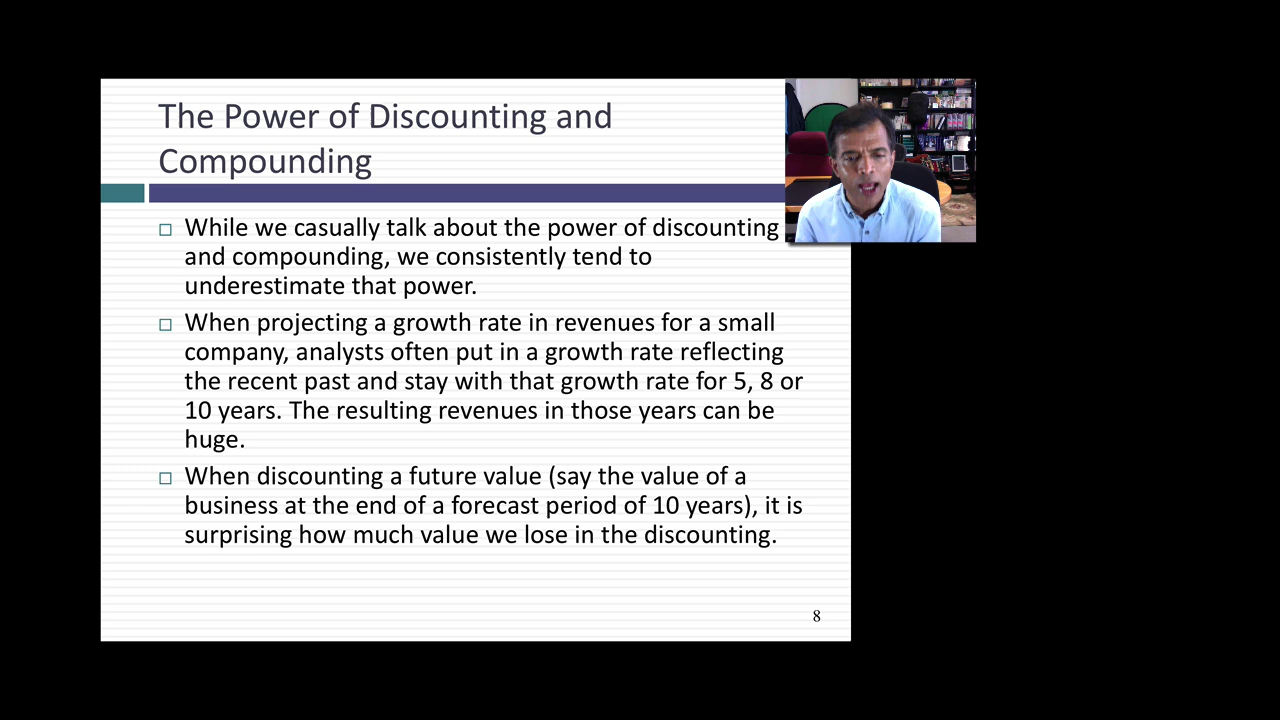 The Power of Discounting and
Compounding
While we casually talk about the power of discounting
and compounding, we consistently tend to
underestimate that power.
When projecting a growth rate in revenues for a small
company, analysts often put in a growth rate reflecting
the recent past and stay with that growth rate for 5, 8 or
10 years. The resulting revenues in those years can be
huge.
When discounting a future value (say the value of a
business at the end of a forecast period of 10 years), it is
surprising how much value we lose in the discounting.
8